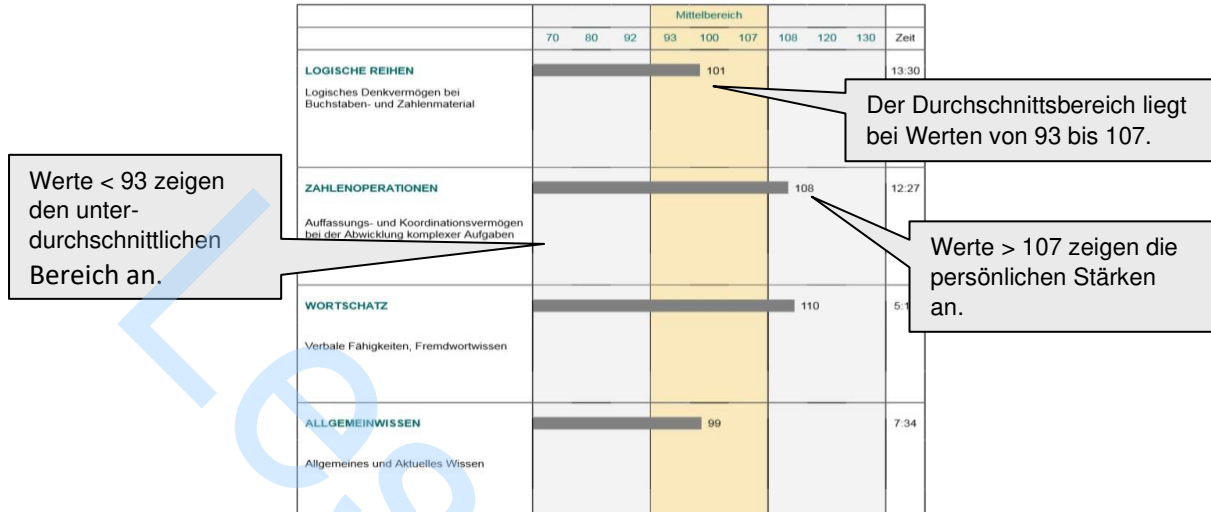 Mittelbereich
70 80 92 93 100 107 108 120 130 Zeit
LOGISCHE REIHEN
101
13:30
Logisches Denkvermögen bei
Buchstaben- und Zahlenmaterial
Der Durchschnittsbereich liegt
bei Werten von 93 bis 107.
Werte < 93 zeigen
den unter-
durchschnittlichen
Bereich an.
ZAHLENOPERATIONEN
108
12:27
Auffassungs- und Koordinationsvermögen
bei der Abwicklung komplexer Aufgaben
Werte > 107 zeigen die
persönlichen Stärken
an.
WORTSCHATZ
110
Verbale Fähigkeiten, Fremdwortwissen
ALLGEMEINWISSEN
99
7:34
Allgemeines und Aktuelles Wissen